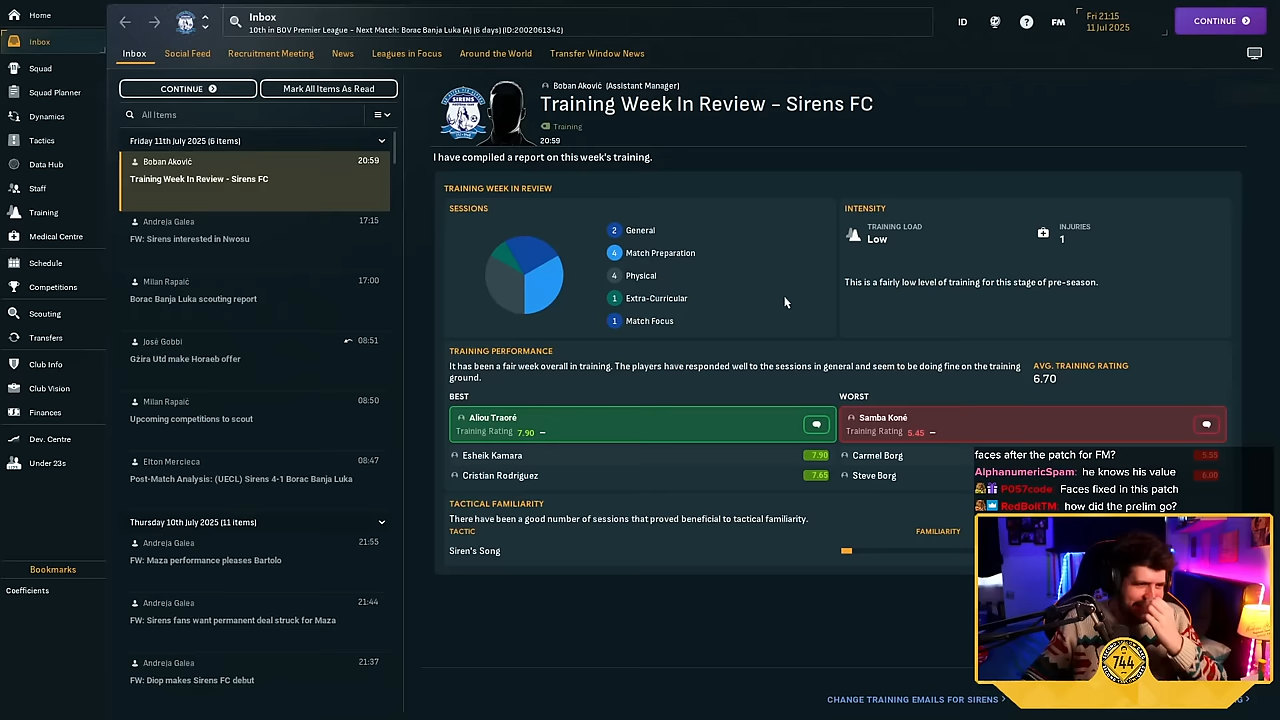 Home
Inbox
Squad
Squad Planner
Dynamics
Tactics
Data Hub
Staff
Training
Medical Centre
Schedule
Competitions
Scouting
Transfers
Club Info
Club Vision
Finances
Dev. Centre
Under 23s
Bookmarks
Coefficients
Inbox
10th in BOV Premier League - Next Match: Borac Banja Luka (A) (6 days) (ID:2002061342)
ID
FM
Fri 21:15
11 Jul 2025
CONTINUE
Inbox
Social Feed
Recruitment Meeting
News
Leagues in Focus
Around the World
Transfer Window News
CONTINUE
Mark All Items As Read
All Items
Friday 11th July 2025 (6 items)
Boban Aković 20:59
Training Week In Review - Sirens FC
Andreja Galea 17:15
FW: Sirens interested in Nwosu
Milan Rapaić 17:00
Borac Banja Luka scouting report
José Gobbi 08:51
Gżira Utd make Horaeb offer
Milan Rapaić 08:50
Upcoming competitions to scout
Elton Mercieca 08:47
Post-Match Analysis: (UECL) Sirens 4-1 Borac Banja Luka
Thursday 10th July 2025 (11 items)
Andreja Galea 21:55
FW: Maza performance pleases Bartolo
Andreja Galea 21:44
FW: Sirens fans want permanent deal struck for Maza
Andreja Galea 21:37
FW: Diop makes Sirens FC debut
Boban Aković (Assistant Manager)
Training Week In Review - Sirens FC
Training
20:59
I have compiled a report on this week's training.
TRAINING WEEK IN REVIEW
SESSIONS
2 General
4 Match Preparation
4 Physical
1 Extra-Curricular
1 Match Focus
INTENSITY
TRAINING LOAD
Low
INJURIES
1
This is a fairly low level of training for this stage of pre-season.
TRAINING PERFORMANCE
It has been a fair week overall in training. The players have responded well to the sessions in general and seem to be doing fine on the training
ground.
AVG. TRAINING RATING
6.70
BEST
Aliou Traoré
Training Rating 7.90 –
Esheik Kamara 7.90
Cristian Rodriguez 7.65
WORST
Samba Koné
Training Rating 5.45 –
Carmel Borg 5.55
Steve Borg 6.00
TACTICAL FAMILIARITY
There have been a good number of sessions that proved beneficial to tactical familiarity.
TACTIC
FAMILIARITY
Siren's Song
faces after the patch for FM?
AlphanumericSpam: he knows his value
P057code: Faces fixed in this patch
RedBoltTM: how did the prelim go?
744
CHANGE TRAINING EMAILS FOR SIRENS